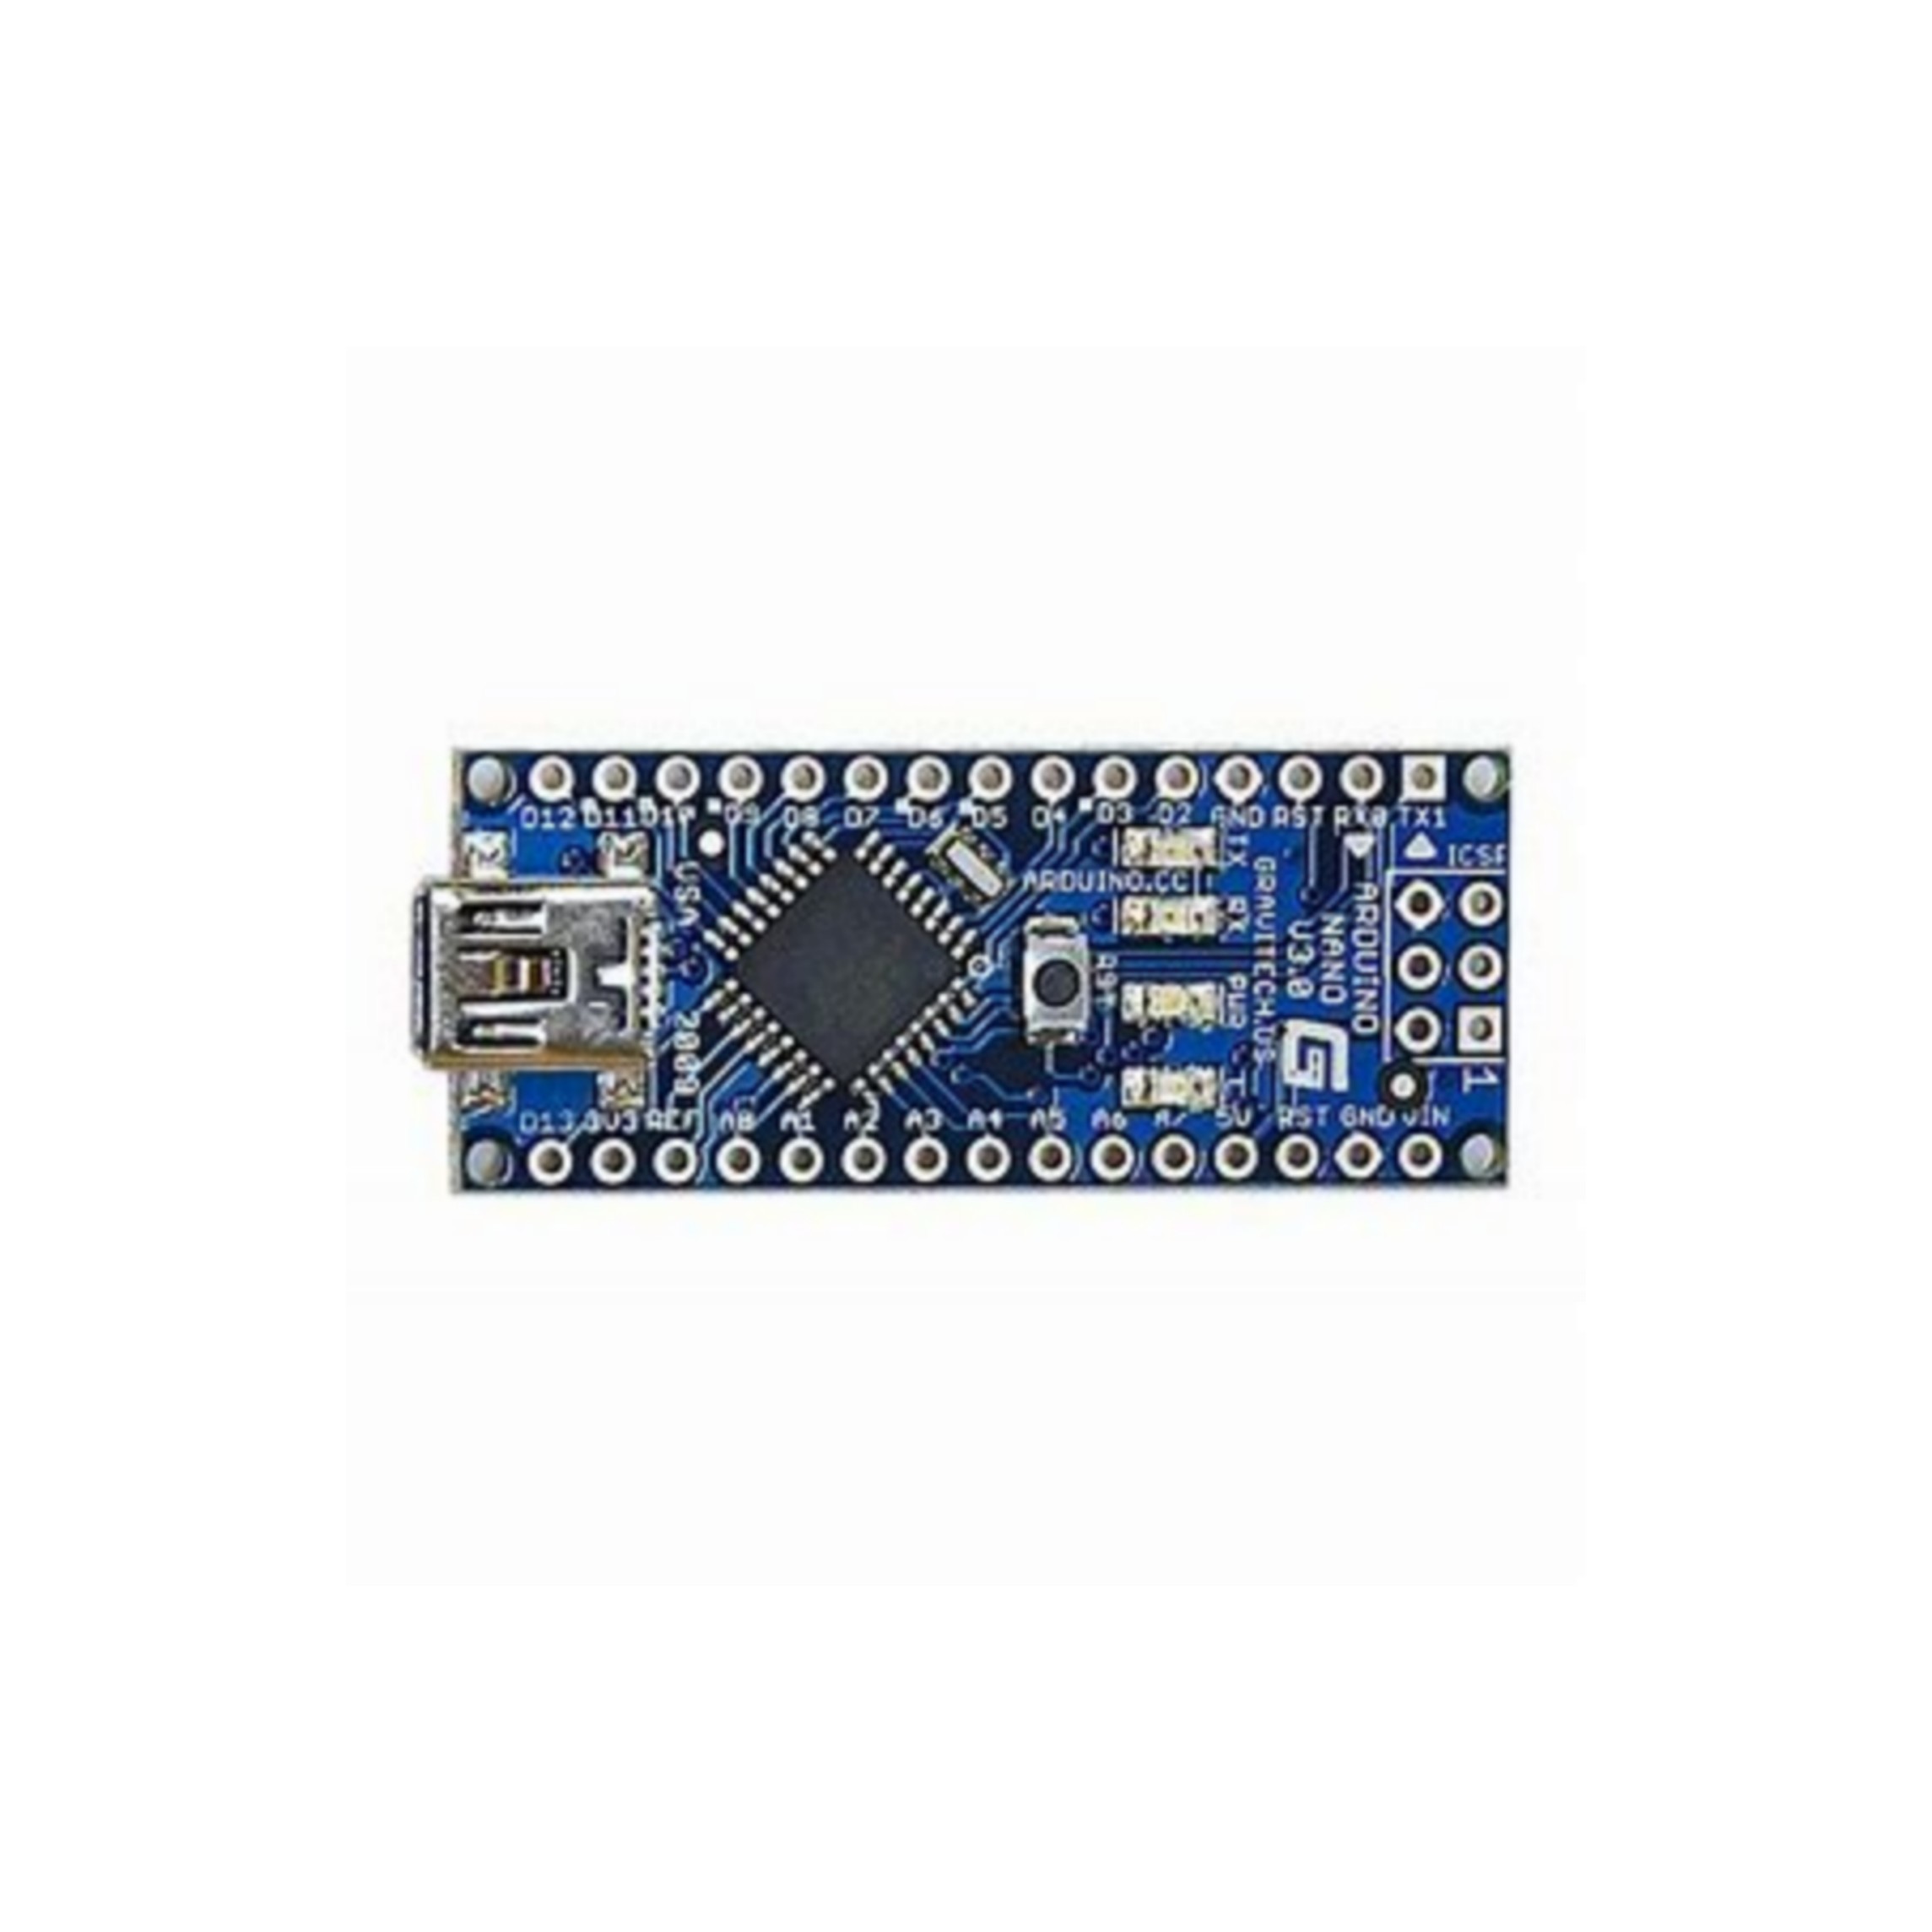 D12 D11 D10 D9 D8 D7 D6 D5 D4 D3 D2 GND RST RX0 TX1
TX
ICSP
ARDUINO.CC
RX
USA
2009
RST
PWR
L
GRAVITECH.US
ARDUINO
NANO
V3.0
G
1
D13 3V3 REF A0 A1 A2 A3 A4 A5 A6 A7 5V RST GND VIN